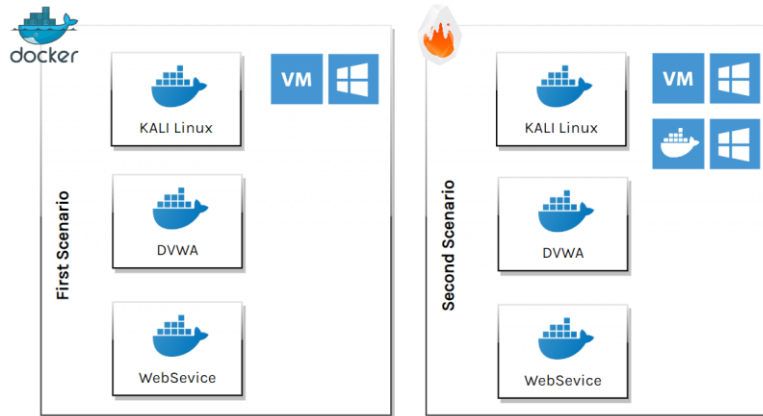 docker
First Scenario
KALI Linux
VM
DVWA
WebSevice
Second Scenario
KALI Linux
VM
DVWA
WebSevice